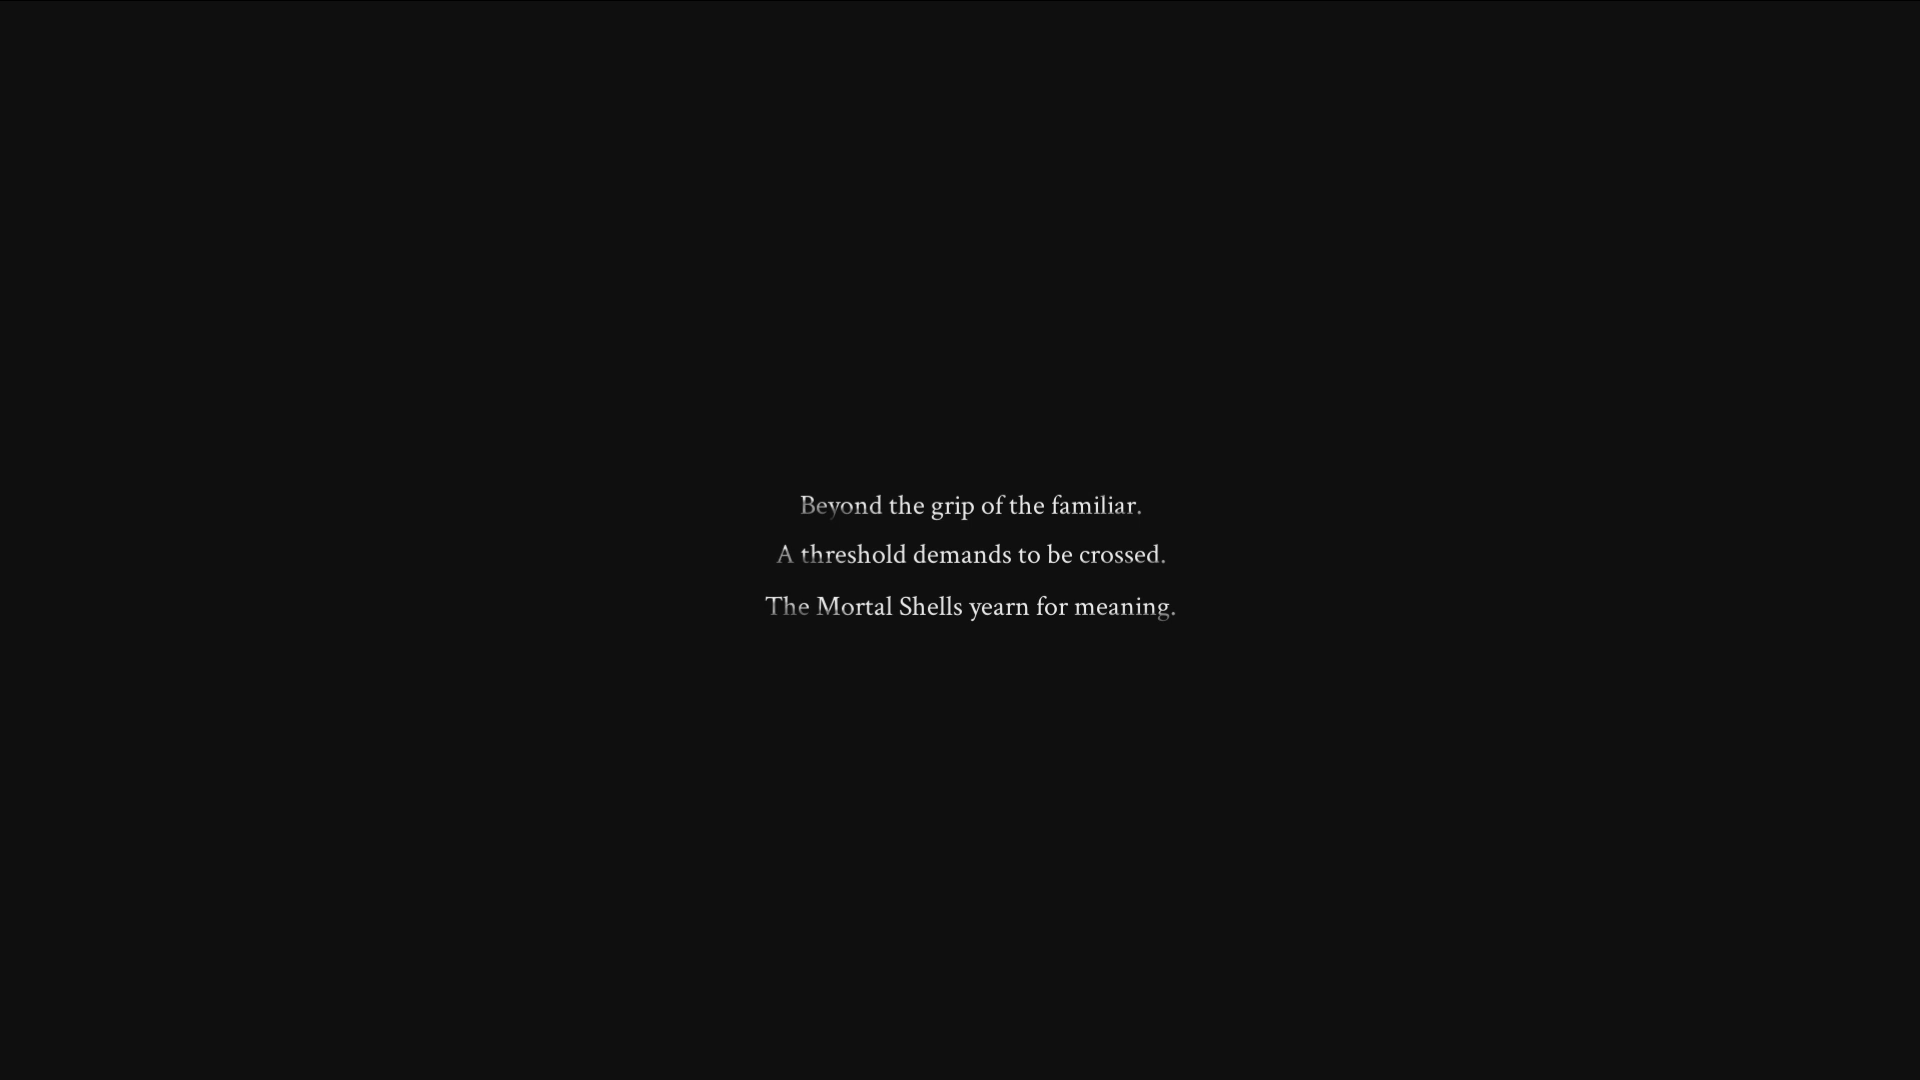 Beyond the grip of the familiar.
A threshold demands to be crossed.
The Mortal Shells yearn for meaning.